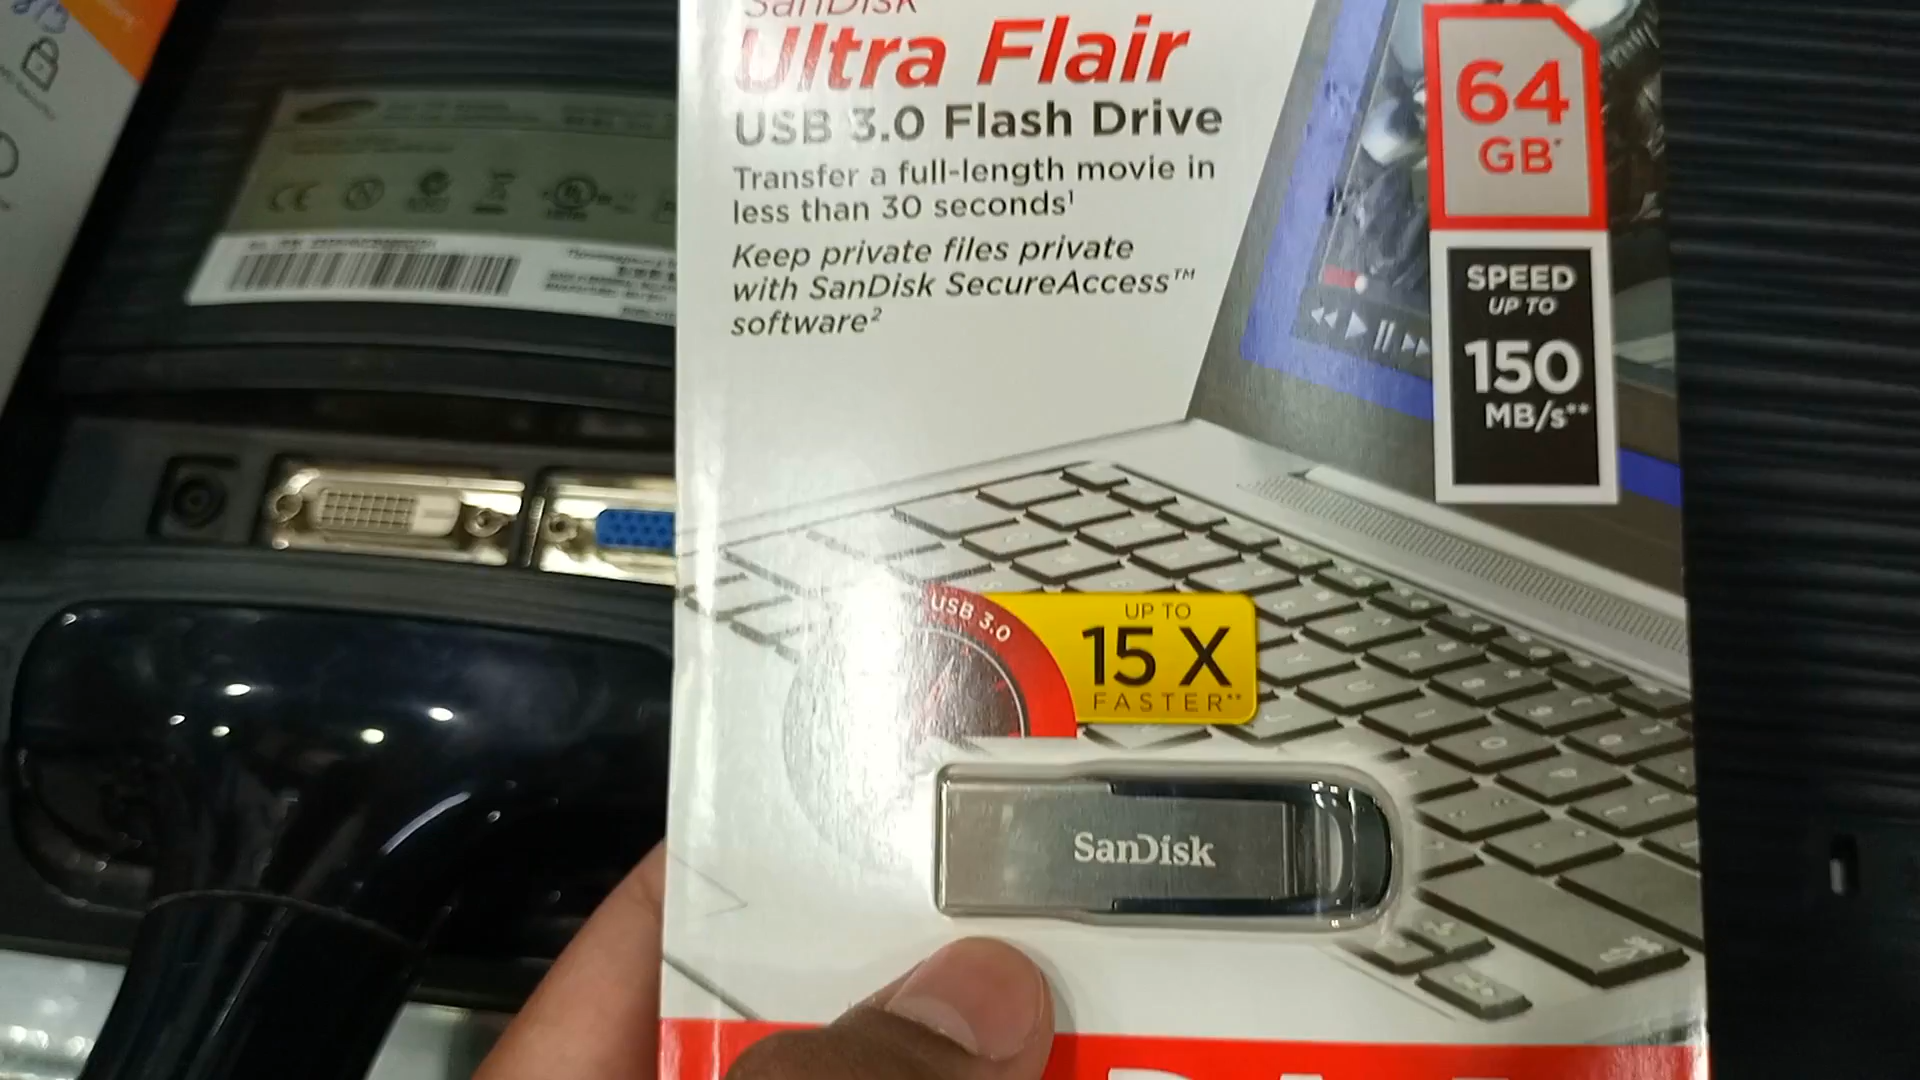 SanDisk
Ultra Flair
USB 3.0 Flash Drive
Transfer a full-length movie in
less than 30 seconds¹
Keep private files private
with SanDisk SecureAccess™
software²
64
GB*
SPEED
UP TO
150
MB/s**
USB 3.0
UP TO
15 X
FASTER**
SanDisk